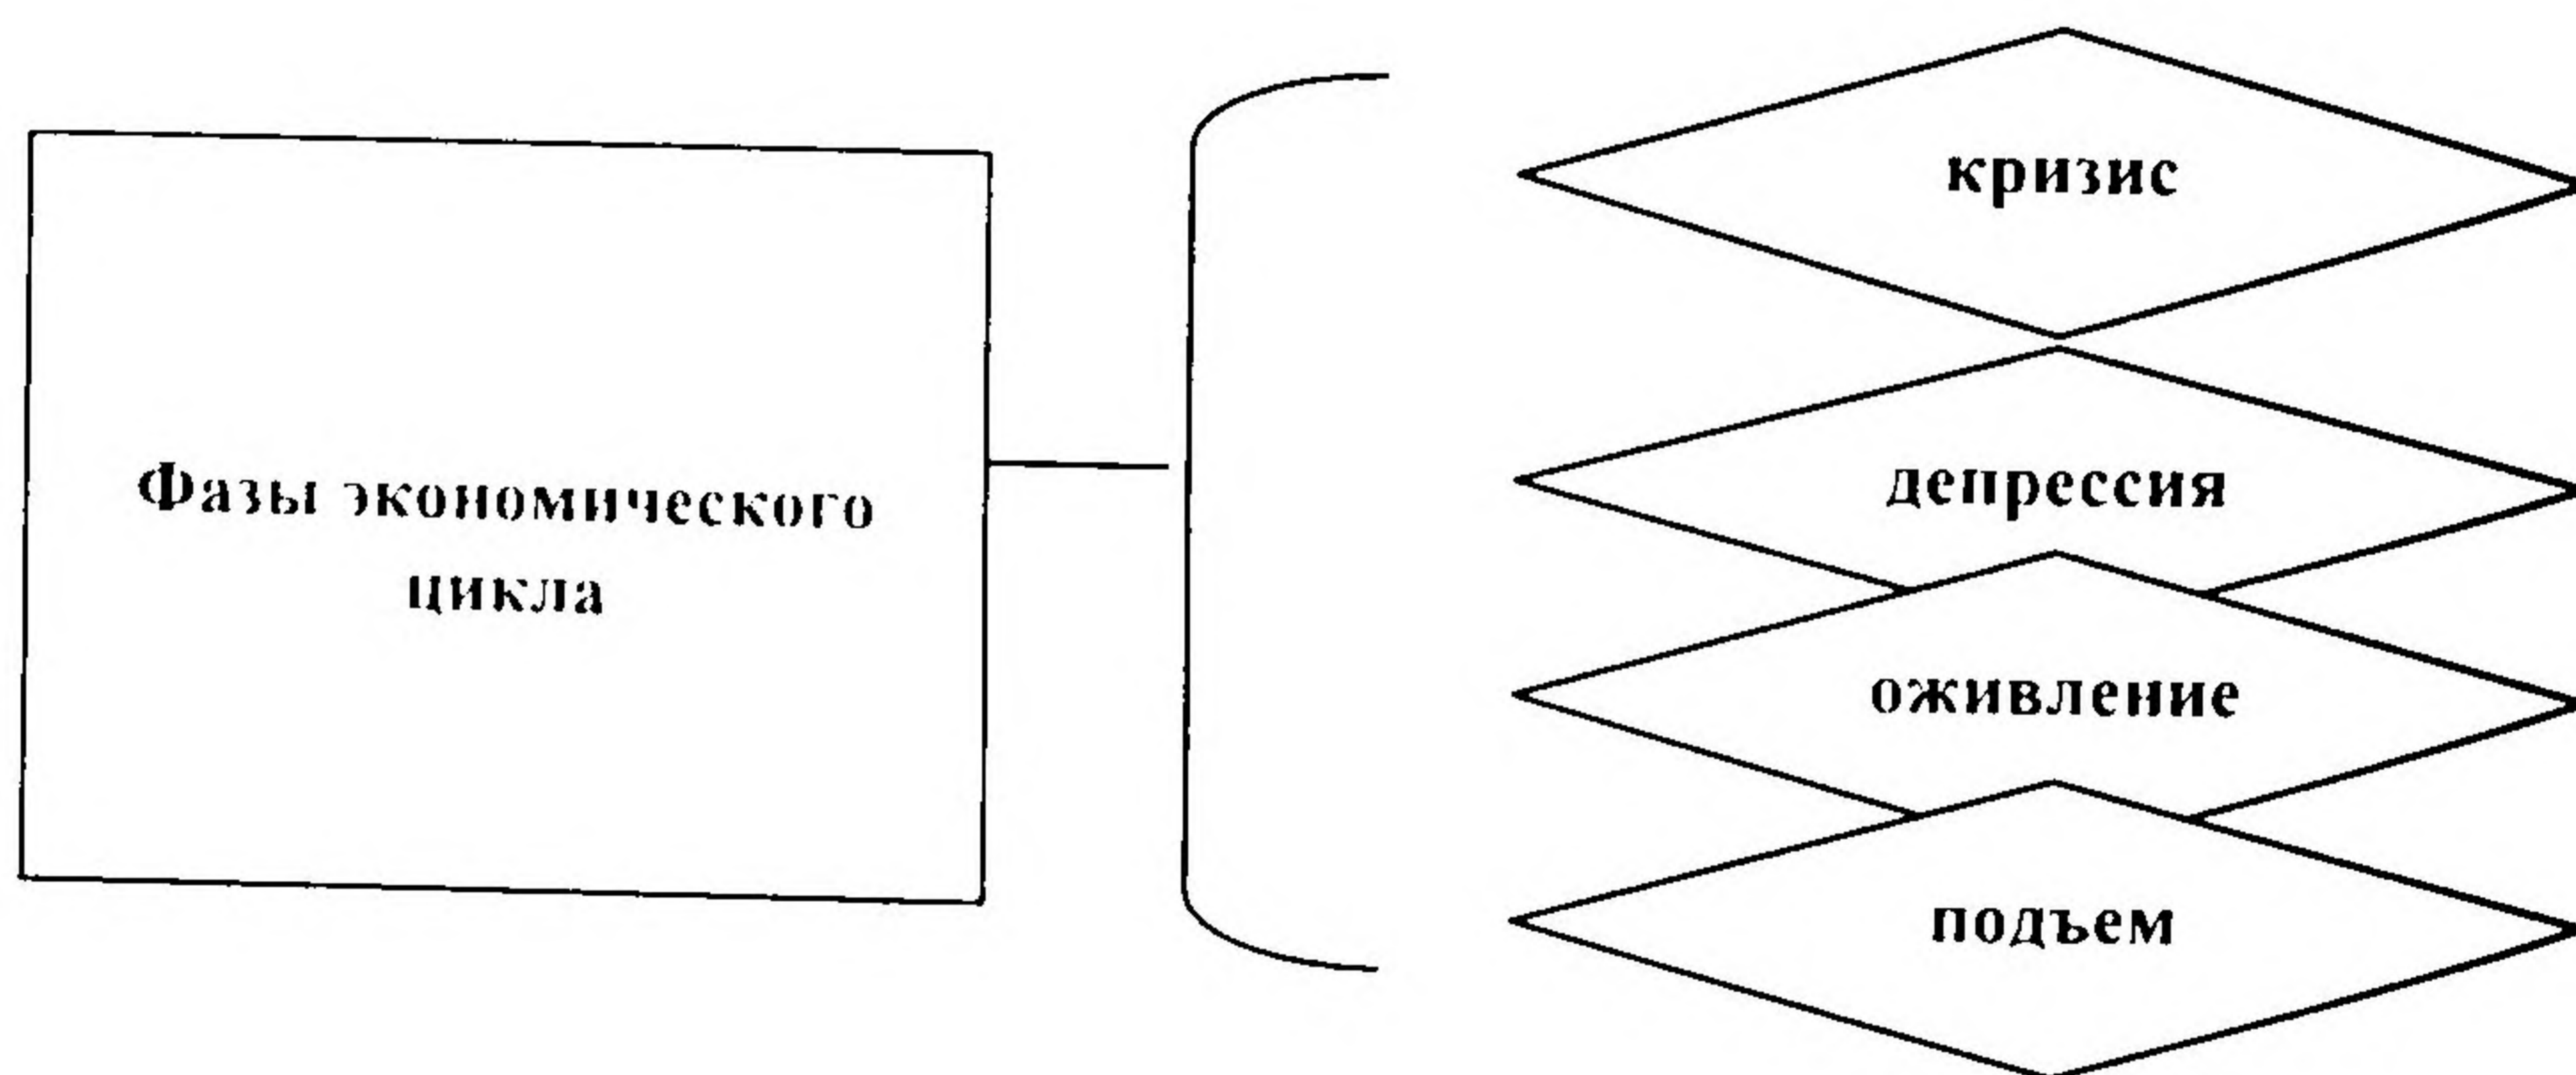 Фазы экономического
цикла
кризис
депрессия
оживление
подъем